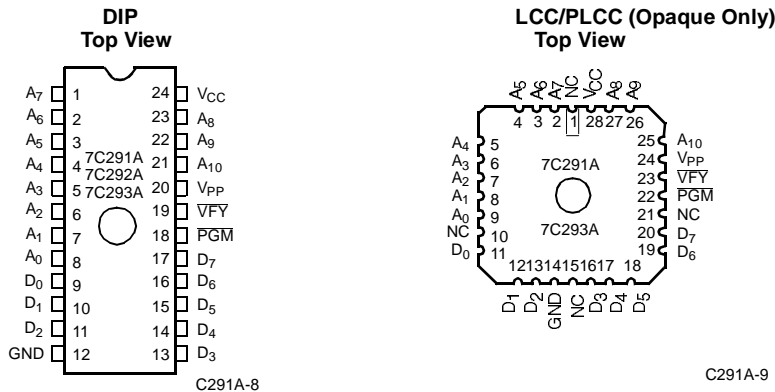 DIP
Top View
A7 1 24 VCC
A6 2 23 A8
A5 3 22 A9
A4 4 7C291A 21 A10
7C292A
A3 5 7C293A 20 VPP
A2 6 19 VFY
A1 7 18 PGM
A0 8 17 D7
D0 9 16 D6
D1 10 15 D5
D2 11 14 D4
GND 12 13 D3
C291A-8
LCC/PLCC (Opaque Only)
Top View
A5 A6 A7 NC VCC A8 A9
4 3 2 1 28 27 26
A4 5 25 A10
A3 6 7C291A 24 VPP
A2 7 23 VFY
A1 8 22 PGM
A0 9 21 NC
NC 10 7C293A 20 D7
D0 11 19 D6
12 13 14 15 16 17 18
D1 D2 GND NC D3 D4 D5
C291A-9